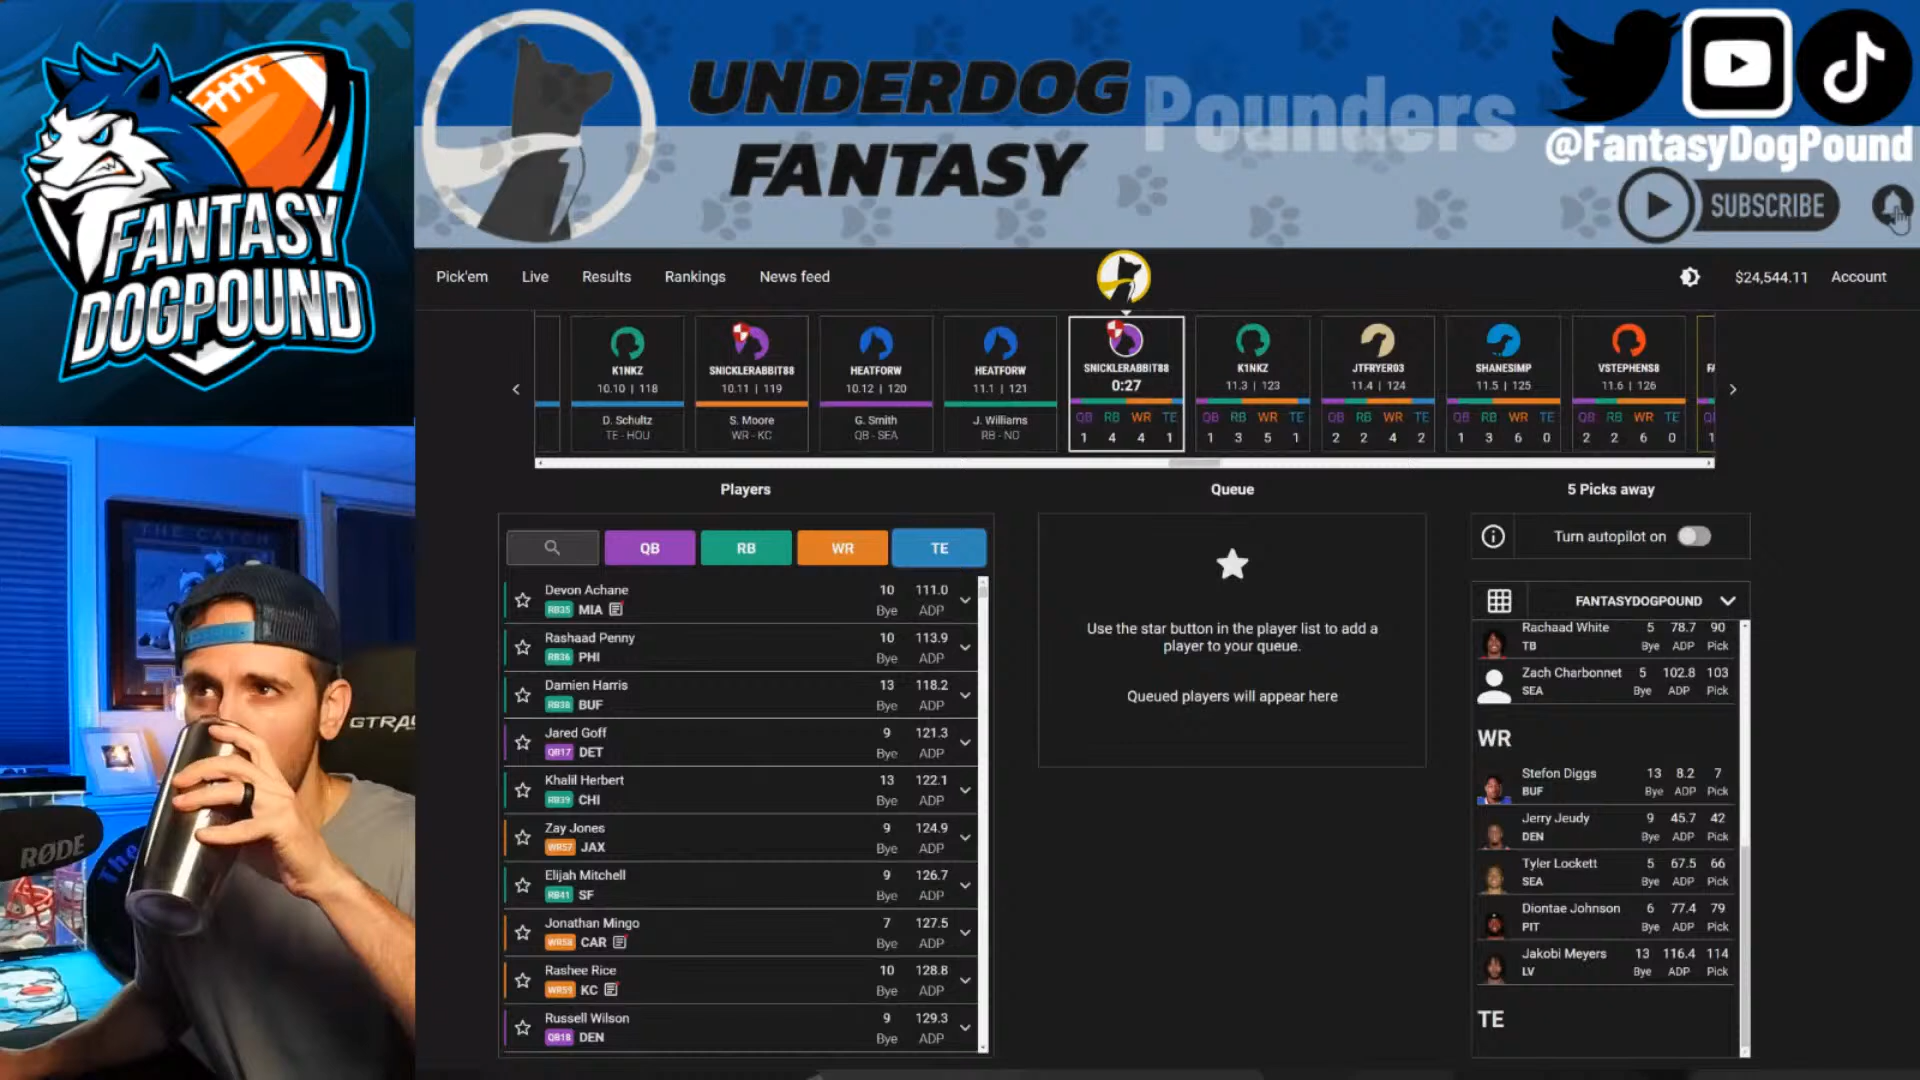 FANTASY
DOGPOUND
UNDERDOG
FANTASY
Pounders
@FantasyDogPound
SUBSCRIBE
Pick'em Live Results Rankings News feed
$24,544.11 Account
K1NKZ
10.10 | 118
D. Schultz
TE - HOU
SNICKLERABBIT88
10.11 | 119
S. Moore
WR - KC
HEATFORW
10.12 | 120
G. Smith
QB - SEA
HEATFORW
11.1 | 121
J. Williams
RB - NO
SNICKLERABBIT88
0:27
QB RB WR TE
1 4 4 1
K1NKZ
11.3 | 123
QB RB WR TE
1 3 5 1
JTFRYER03
11.4 | 124
QB RB WR TE
2 2 4 2
SHANESIMP
11.5 | 125
QB RB WR TE
1 3 6 0
VSTEPHENS8
11.6 | 126
QB RB WR TE
2 2 6 0
Players
QB RB WR TE
Devon Achane 10 111.0
RB35 MIA Bye ADP
Rashaad Penny 10 113.9
RB36 PHI Bye ADP
Damien Harris 13 118.2
RB38 BUF Bye ADP
Jared Goff 9 121.3
QB17 DET Bye ADP
Khalil Herbert 13 122.1
RB39 CHI Bye ADP
Zay Jones 9 124.9
WR57 JAX Bye ADP
Elijah Mitchell 9 126.7
RB41 SF Bye ADP
Jonathan Mingo 7 127.5
WR58 CAR Bye ADP
Rashee Rice 10 128.8
WR59 KC Bye ADP
Russell Wilson 9 129.3
QB18 DEN Bye ADP
Queue
Use the star button in the player list to add a
player to your queue.
Queued players will appear here
5 Picks away
Turn autopilot on
FANTASYDOGPOUND
Rachaad White 5 78.7 90
TB Bye ADP Pick
Zach Charbonnet 5 102.8 103
SEA Bye ADP Pick
WR
Stefon Diggs 13 8.2 7
BUF Bye ADP Pick
Jerry Jeudy 9 45.7 42
DEN Bye ADP Pick
Tyler Lockett 5 67.5 66
SEA Bye ADP Pick
Diontae Johnson 6 77.4 79
PIT Bye ADP Pick
Jakobi Meyers 13 116.4 114
LV Bye ADP Pick
TE
THE CATCH
RØDE
The